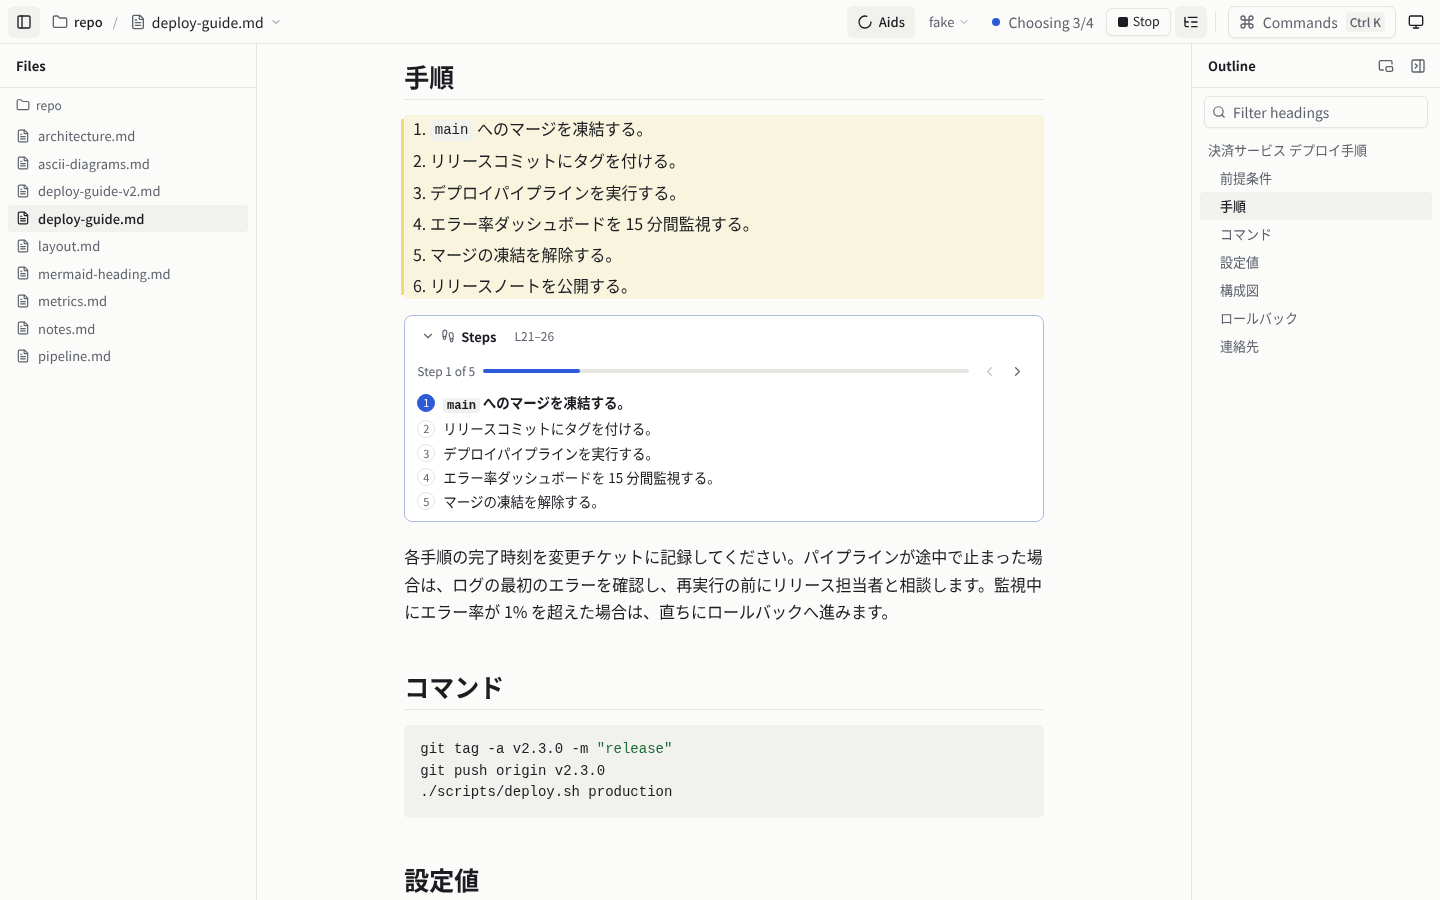 repo / deploy-guide.md
Aids
fake
Choosing 3/4
Stop
Commands Ctrl K
Files
repo
architecture.md
ascii-diagrams.md
deploy-guide-v2.md
deploy-guide.md
layout.md
mermaid-heading.md
metrics.md
notes.md
pipeline.md
手順
1. main へのマージを凍結する。
2. リリースコミットにタグを付ける。
3. デプロイパイプラインを実行する。
4. エラー率ダッシュボードを 15 分間監視する。
5. マージの凍結を解除する。
6. リリースノートを公開する。
Steps L21–26
Step 1 of 5
1 main へのマージを凍結する。
2 リリースコミットにタグを付ける。
3 デプロイパイプラインを実行する。
4 エラー率ダッシュボードを 15 分間監視する。
5 マージの凍結を解除する。
各手順の完了時刻を変更チケットに記録してください。パイプラインが途中で止まった場
合は、ログの最初のエラーを確認し、再実行の前にリリース担当者と相談します。監視中
にエラー率が 1% を超えた場合は、直ちにロールバックへ進みます。
コマンド
git tag -a v2.3.0 -m "release"
git push origin v2.3.0
./scripts/deploy.sh production
設定値
Outline
Filter headings
決済サービス デプロイ手順
前提条件
手順
コマンド
設定値
構成図
ロールバック
連絡先